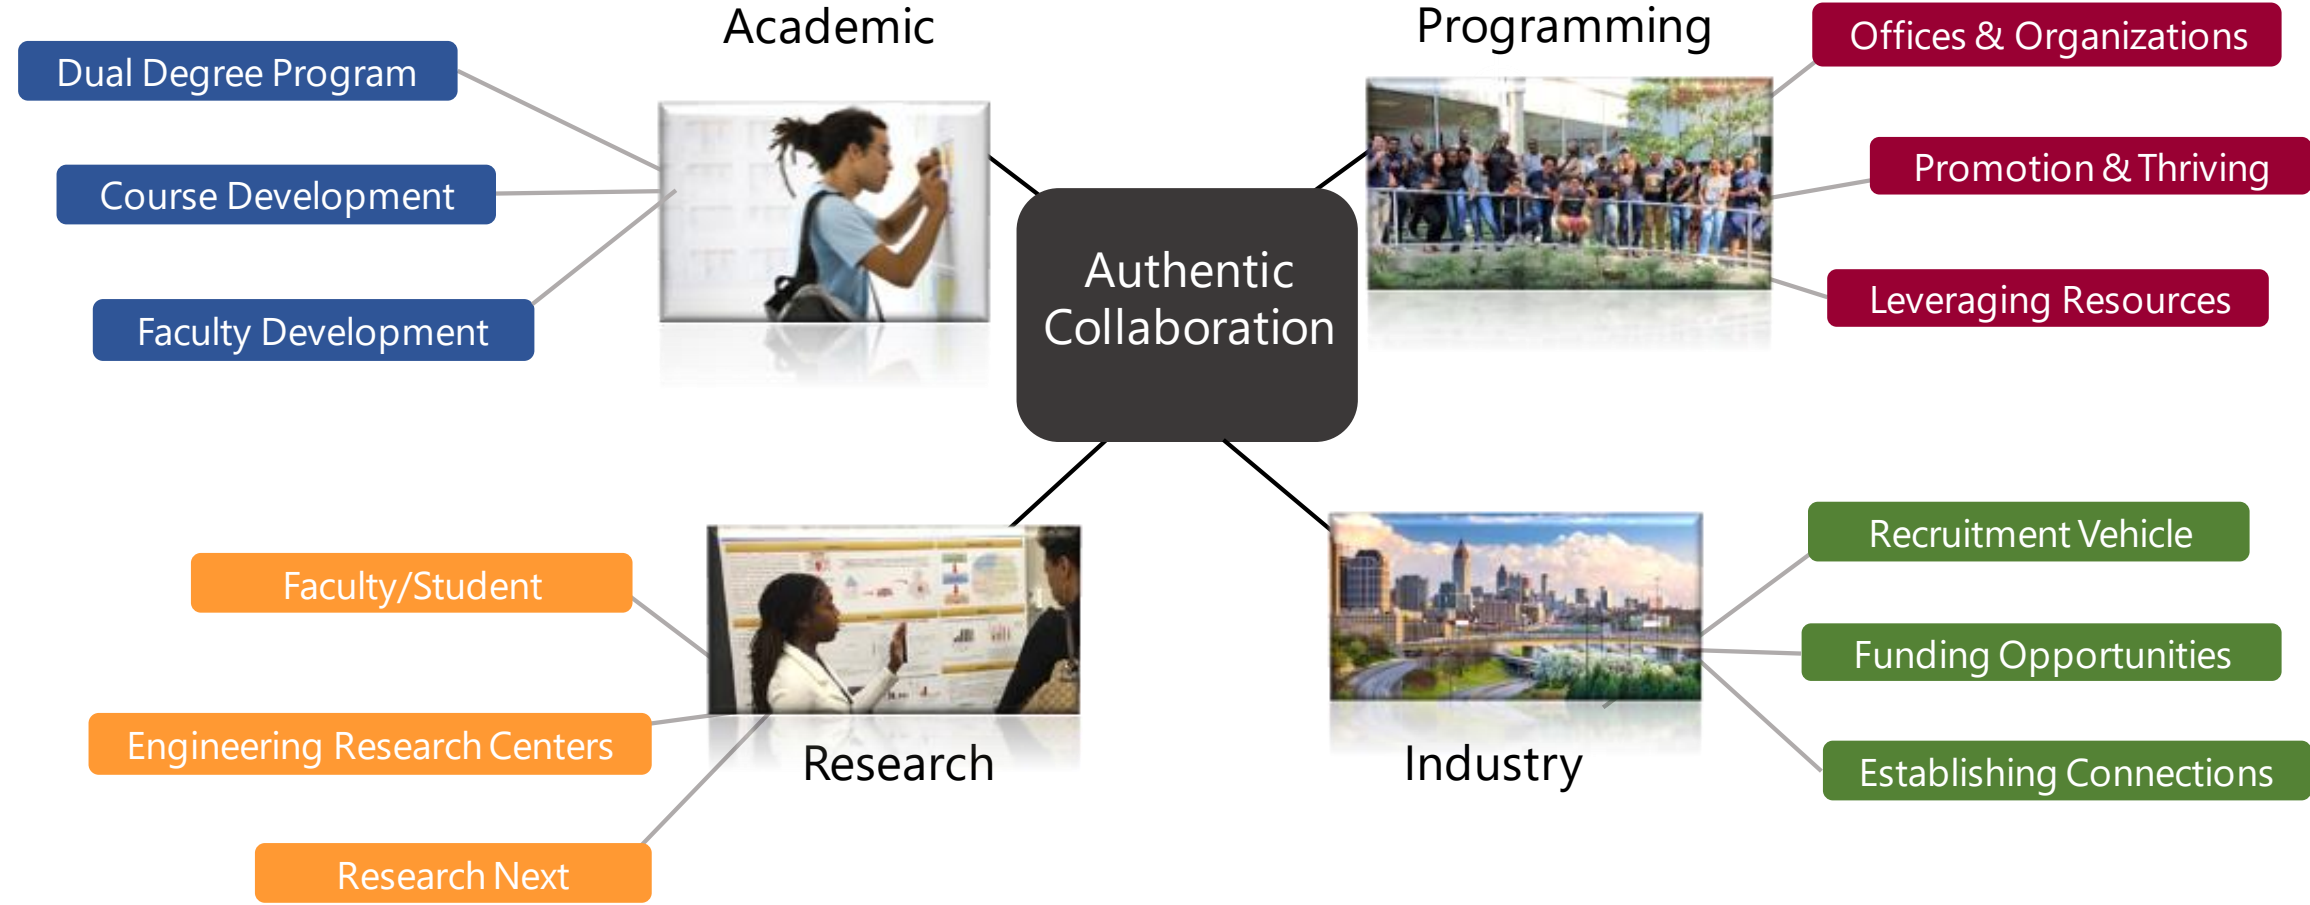 Academic
Dual Degree Program
Course Development
Faculty Development
Programming
Offices & Organizations
Promotion & Thriving
Leveraging Resources
Authentic
Collaboration
Research
Faculty/Student
Engineering Research Centers
Research Next
Industry
Recruitment Vehicle
Funding Opportunities
Establishing Connections